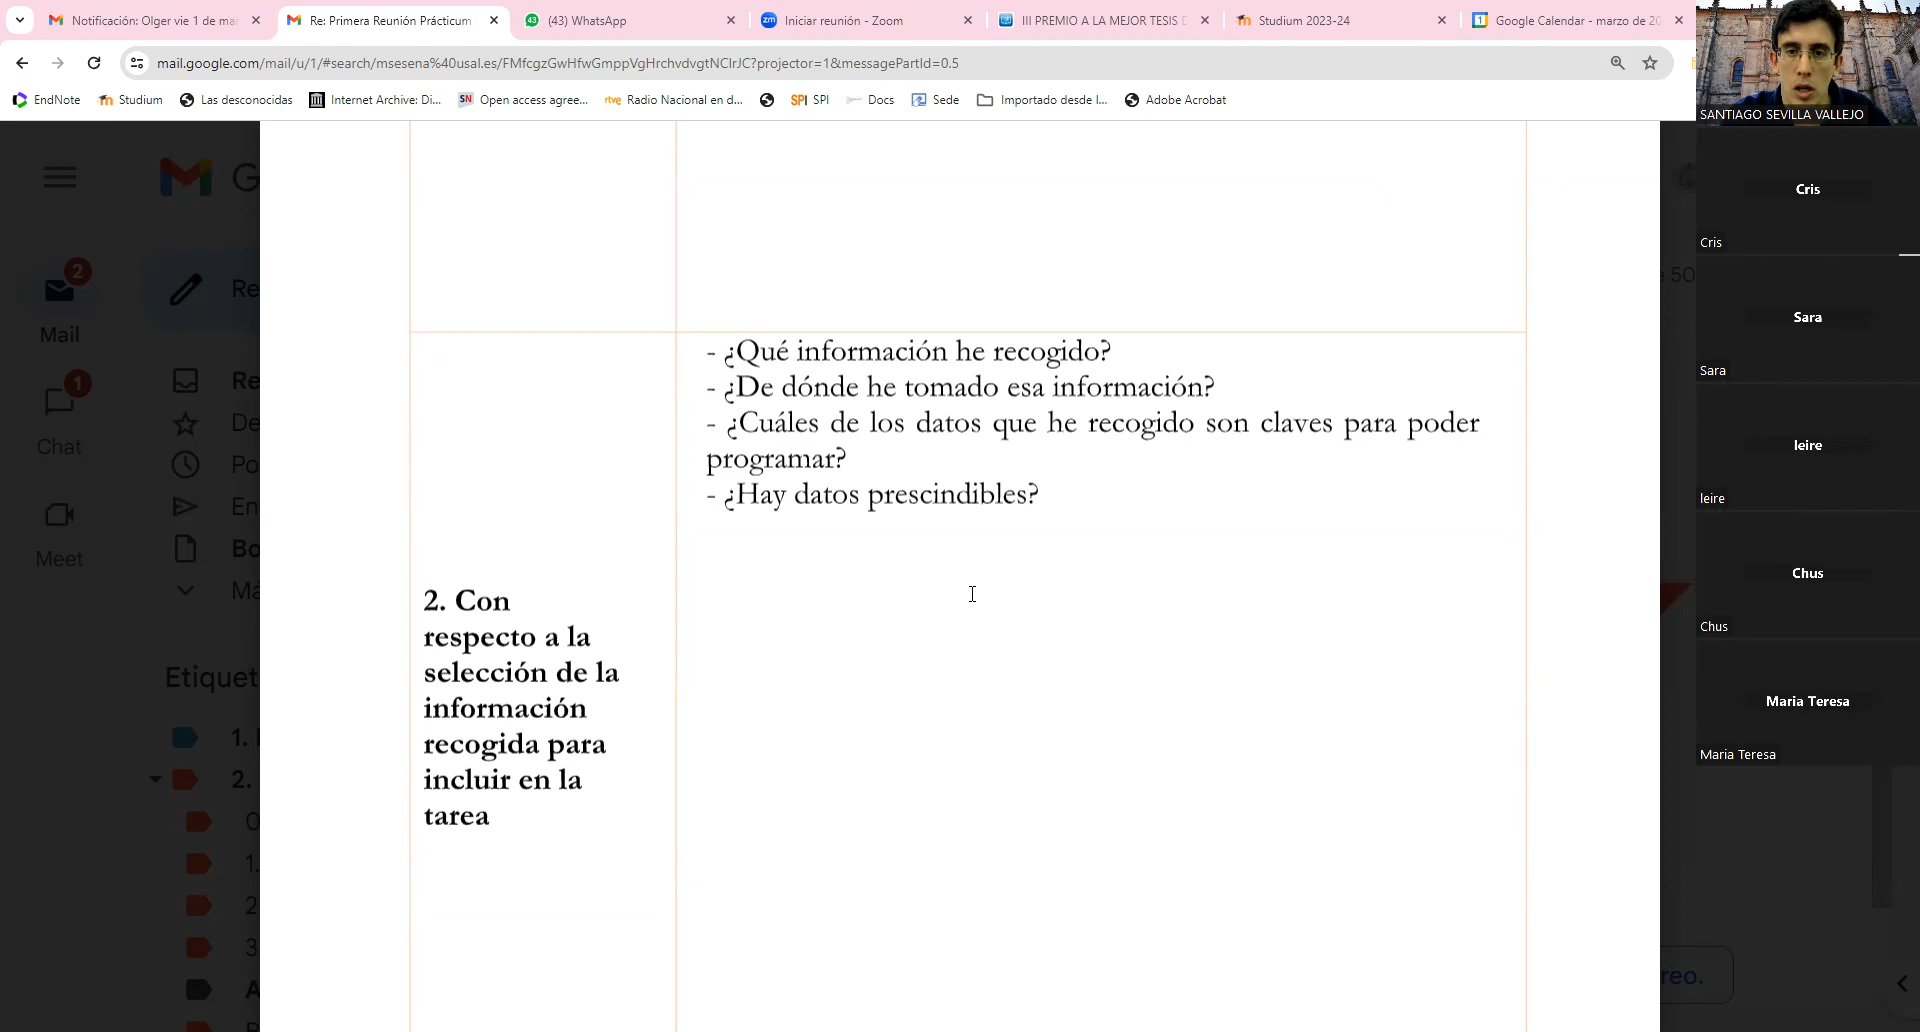 Notificación: Olger vie 1 de mar
Re: Primera Reunión Prácticum
(43) WhatsApp
Iniciar reunión - Zoom
III PREMIO A LA MEJOR TESIS D
Studium 2023-24
Google Calendar - marzo de 20
mail.google.com/mail/u/1/#search/msesena%40usal.es/FMfcgzGwHfwGmppVgHrchvdvgtNClrJC?projector=1&messagePartId=0.5
EndNote
Studium
Las desconocidas
Internet Archive: Di...
Open access agree...
Radio Nacional en d...
SPI
Docs
Sede
Importado desde I...
Adobe Acrobat
SANTIAGO SEVILLA VALLEJO
Cris
Cris
Sara
Sara
leire
leire
Chus
Chus
Maria Teresa
Maria Teresa
2
Mail
1
Chat
Meet
Etiquet
- ¿Qué información he recogido?
- ¿De dónde he tomado esa información?
- ¿Cuáles de los datos que he recogido son claves para poder
programar?
- ¿Hay datos prescindibles?
2. Con
respecto a la
selección de la
información
recogida para
incluir en la
tarea
reo.